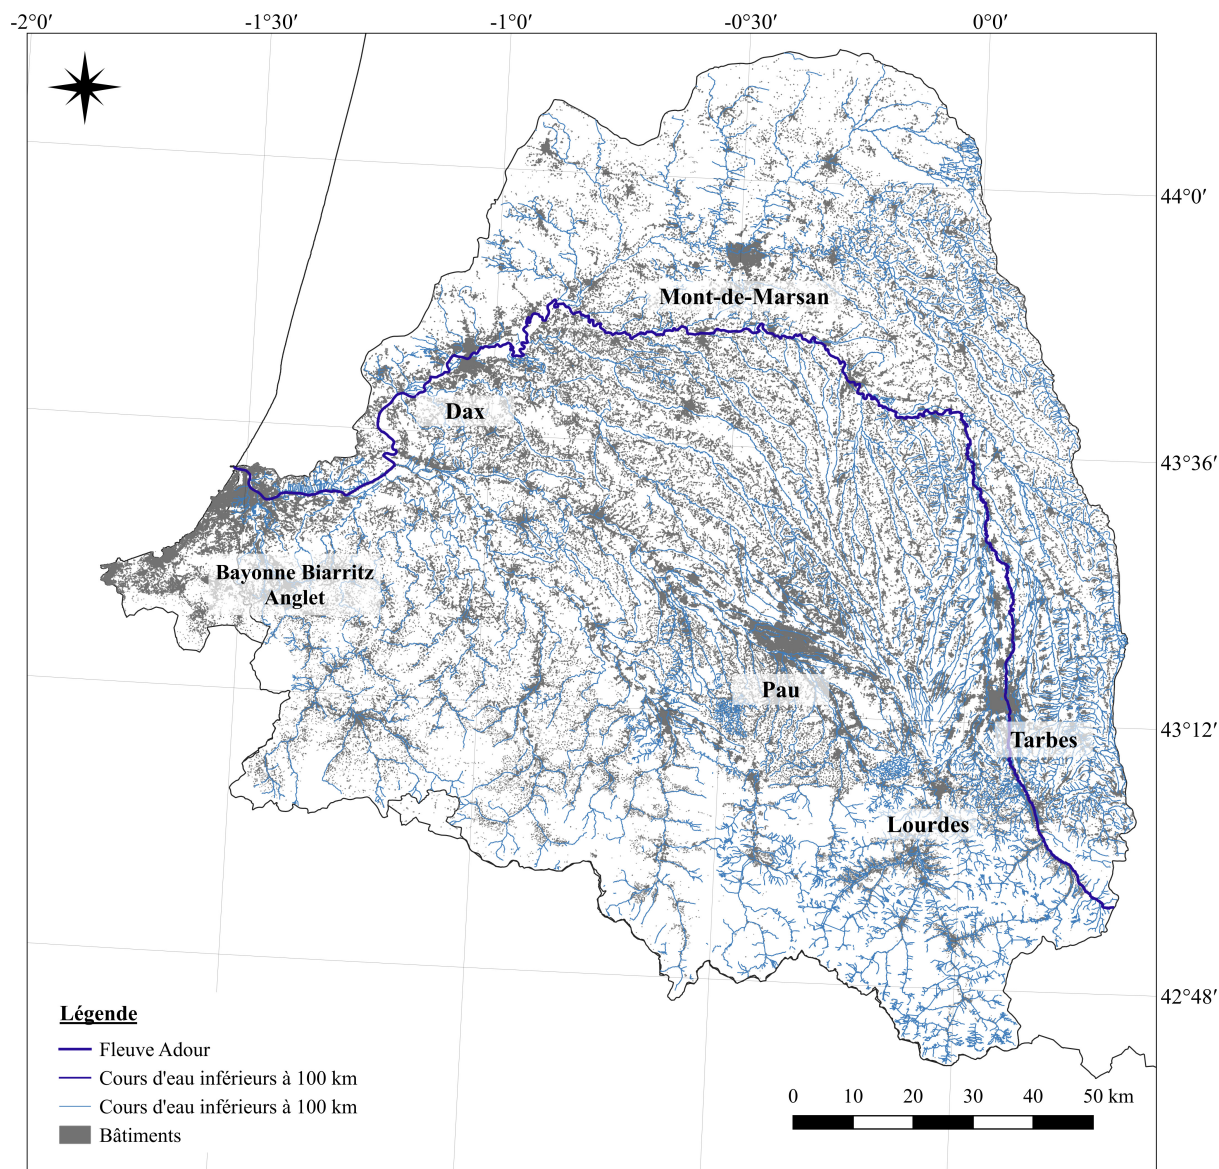 -2°0′ -1°30′ -1°0′ -0°30′ 0°0′
44°0′
Mont-de-Marsan
Dax
43°36′
Bayonne Biarritz
Anglet
Pau
43°12′
Tarbes
Lourdes
42°48′
Légende
Fleuve Adour
Cours d'eau inférieurs à 100 km
Cours d'eau inférieurs à 100 km
Bâtiments
0 10 20 30 40 50 km